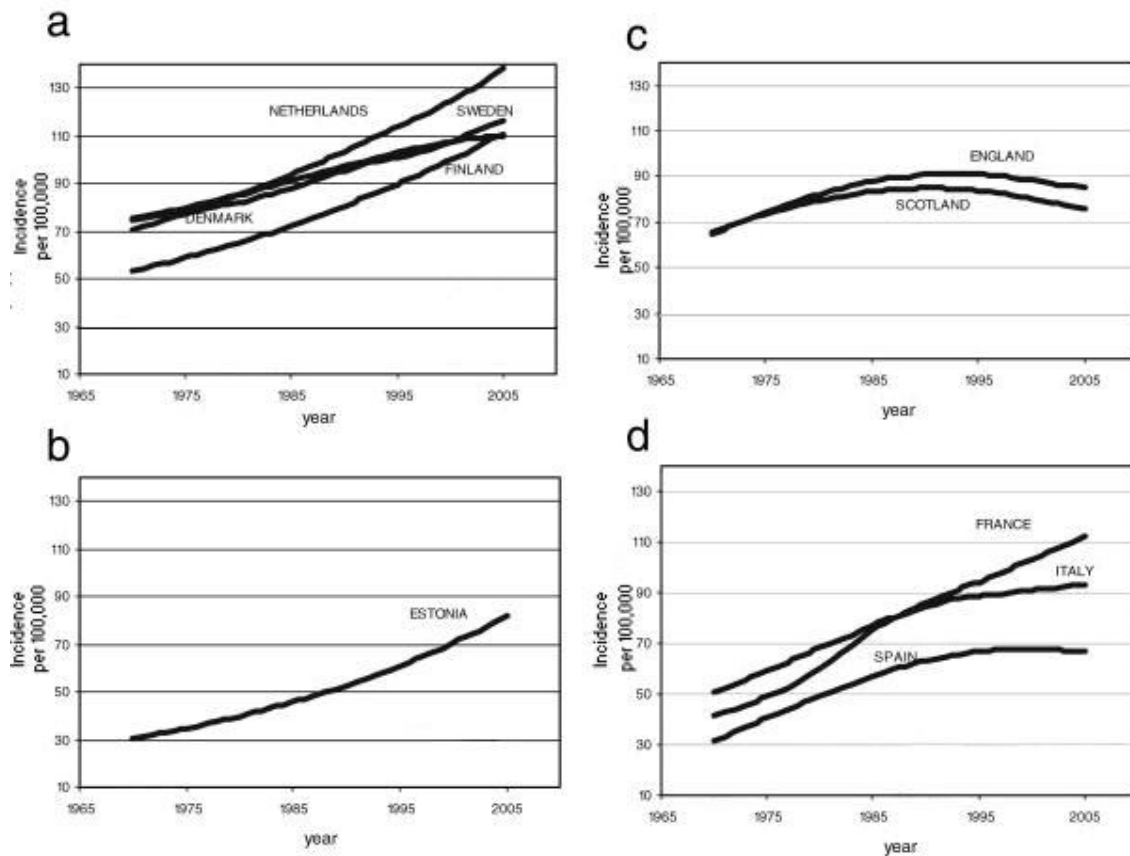 a
130
110
90
70
50
30
10
Incidence
per 100,000
NETHERLANDS
SWEDEN
FINLAND
DENMARK
1965
1975
1985
1995
2005
year
c
130
110
90
70
50
30
10
Incidence
per 100,000
ENGLAND
SCOTLAND
1965
1975
1985
1995
2005
year
b
130
110
90
70
50
30
10
Incidence
per 100,000
ESTONIA
1965
1975
1985
1995
2005
year
d
130
110
90
70
50
30
10
Incidence
per 100,000
FRANCE
ITALY
SPAIN
1965
1975
1985
1995
2005
year